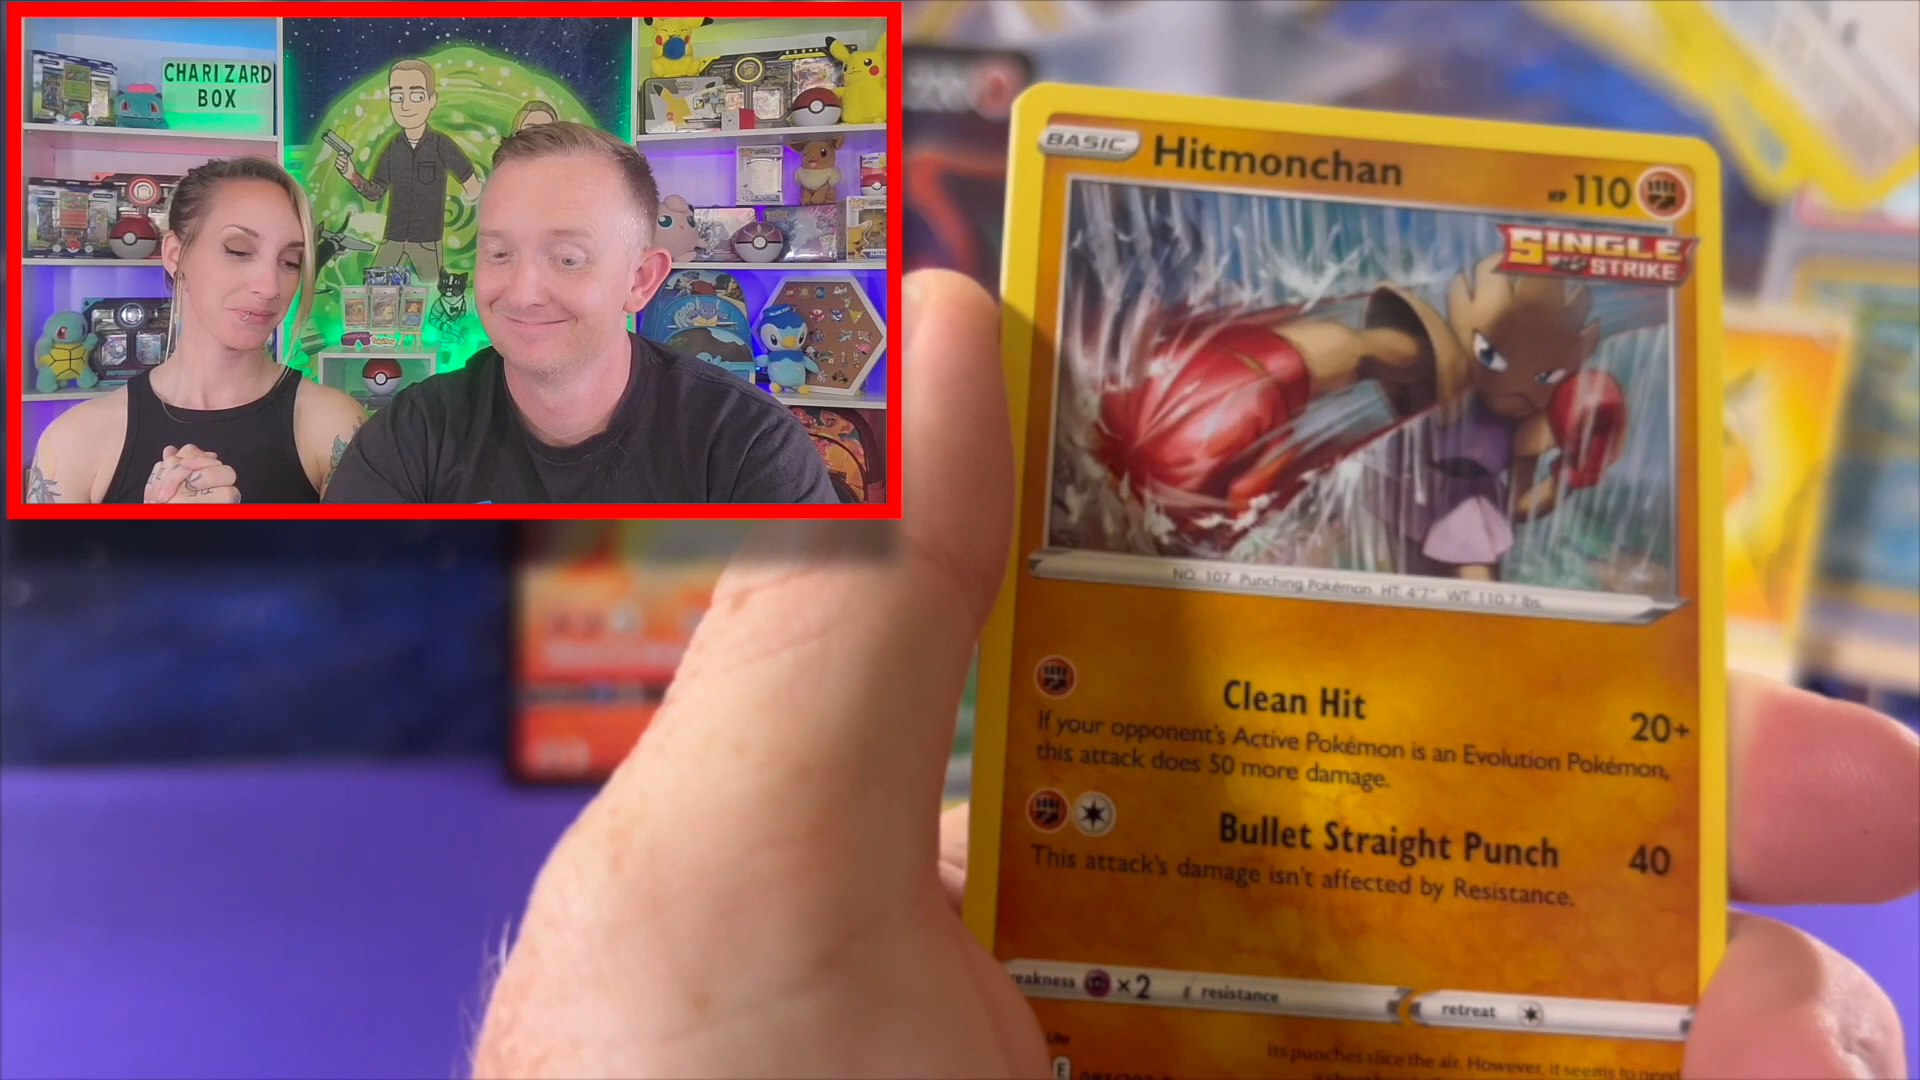 CHARIZARD
BOX
BASIC
Hitmonchan
HP 110
SINGLE
STRIKE
NO. 107 Punching Pokémon HT: 4'7" WT: 110.7 lbs.
Clean Hit
20+
If your opponent's Active Pokémon is an Evolution Pokémon,
this attack does 50 more damage.
Bullet Straight Punch
40
This attack's damage isn't affected by Resistance.
weakness ×2 resistance
retreat
Its punches slice the air. However, it seems to need
E